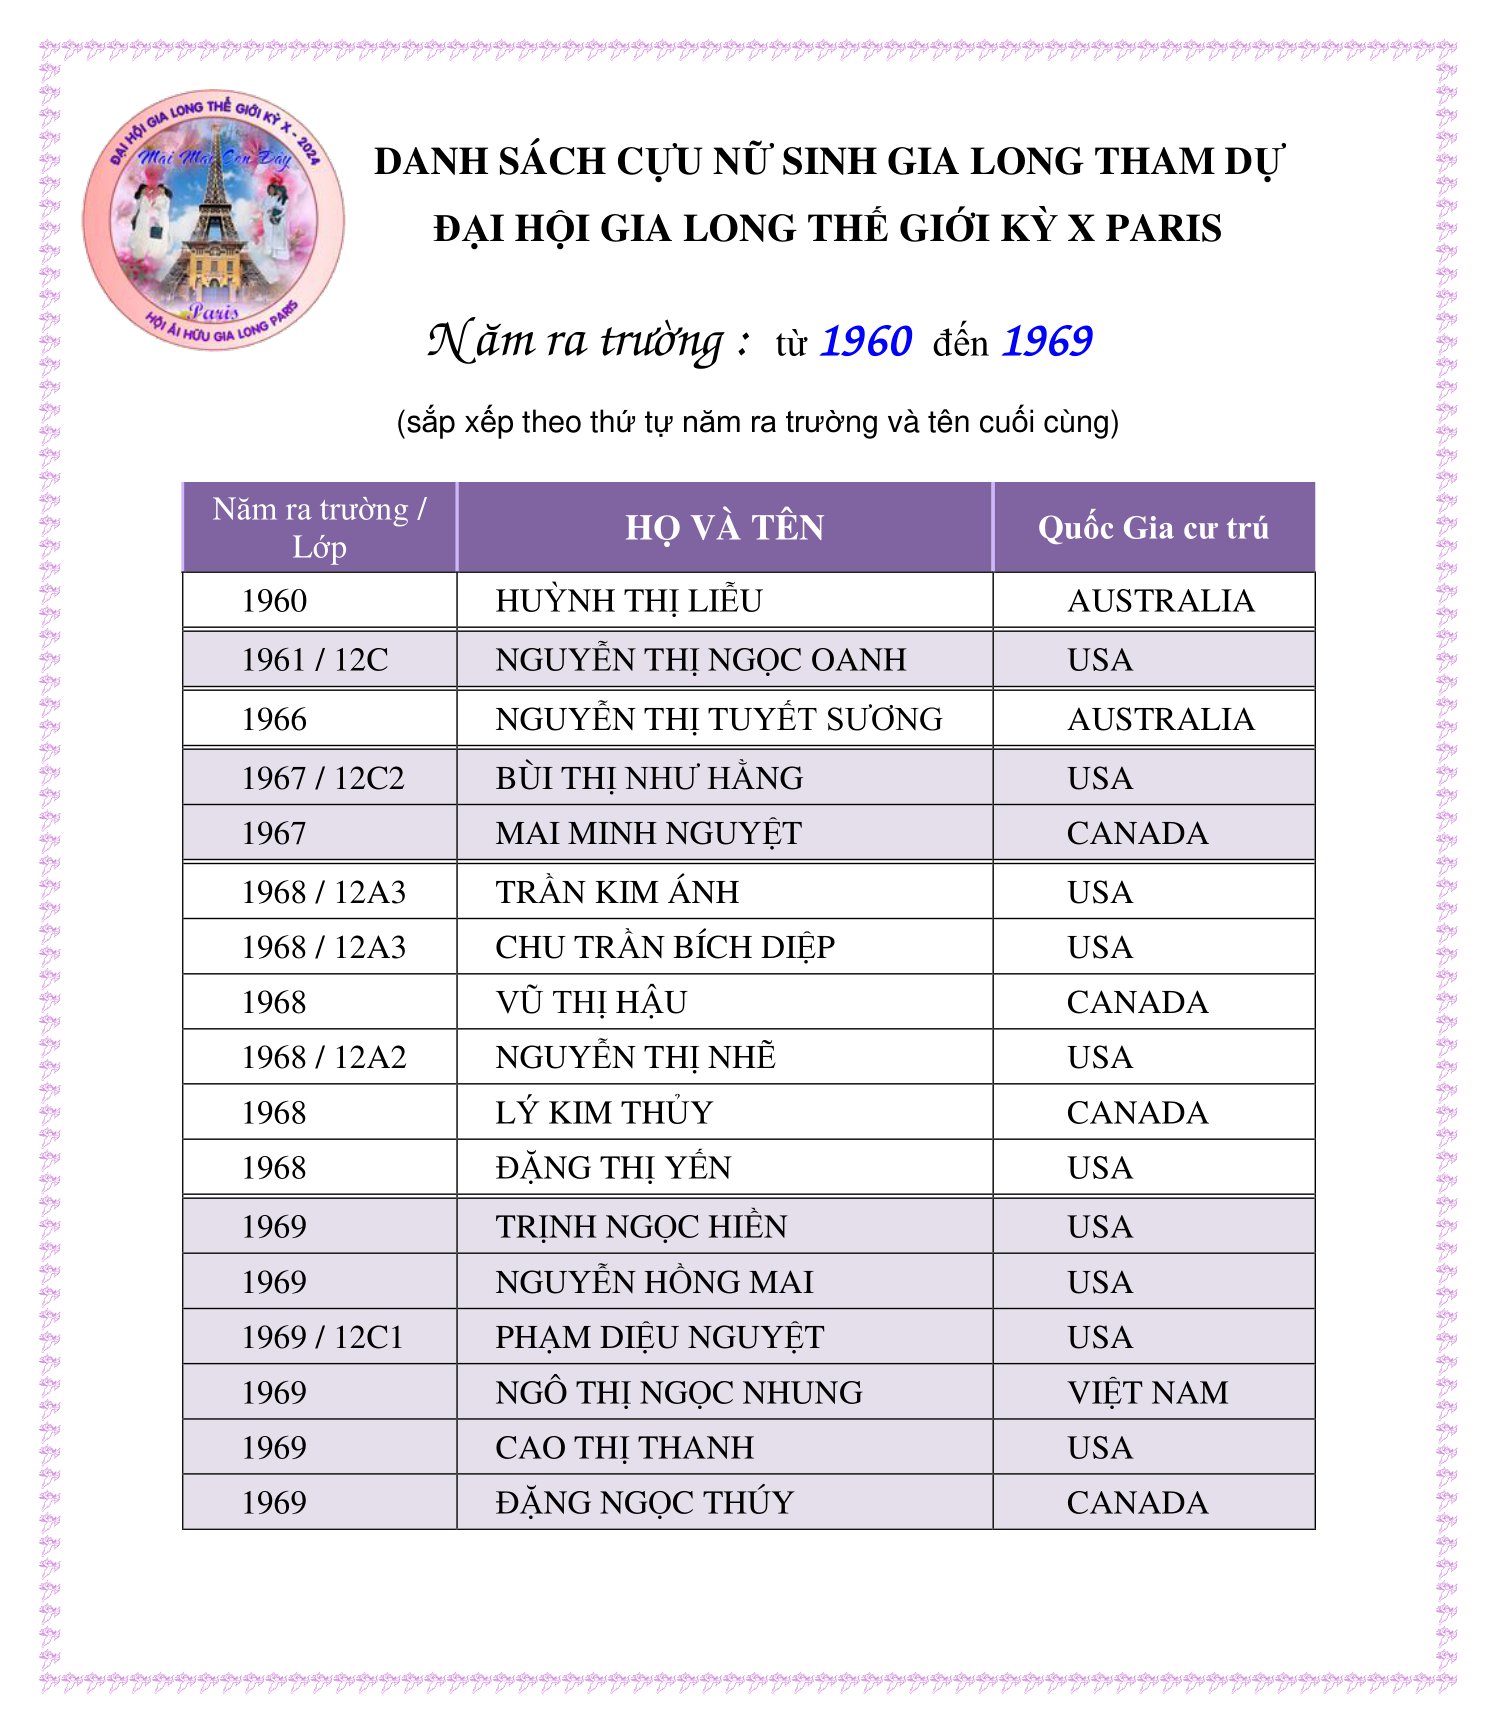 ĐẠI HỘI GIA LONG THẾ GIỚI KỲ X - 2024
Mãi Mãi Còn Đây
Paris
HỘI ÁI HỮU GIA LONG PARIS
DANH SÁCH CỰU NỮ SINH GIA LONG THAM DỰ
ĐẠI HỘI GIA LONG THẾ GIỚI KỲ X PARIS
Năm ra trường : từ 1960 đến 1969
(sắp xếp theo thứ tự năm ra trường và tên cuối cùng)
Năm ra trường / Lớp HỌ VÀ TÊN Quốc Gia cư trú
1960 HUỲNH THỊ LIỄU AUSTRALIA
1961 / 12C NGUYỄN THỊ NGỌC OANH USA
1966 NGUYỄN THỊ TUYẾT SƯƠNG AUSTRALIA
1967 / 12C2 BÙI THỊ NHƯ HẰNG USA
1967 MAI MINH NGUYỆT CANADA
1968 / 12A3 TRẦN KIM ÁNH USA
1968 / 12A3 CHU TRẦN BÍCH DIỆP USA
1968 VŨ THỊ HẬU CANADA
1968 / 12A2 NGUYỄN THỊ NHẼ USA
1968 LÝ KIM THỦY CANADA
1968 ĐẶNG THỊ YẾN USA
1969 TRỊNH NGỌC HIỀN USA
1969 NGUYỄN HỒNG MAI USA
1969 / 12C1 PHẠM DIỆU NGUYỆT USA
1969 NGÔ THỊ NGỌC NHUNG VIỆT NAM
1969 CAO THỊ THANH USA
1969 ĐẶNG NGỌC THÚY CANADA